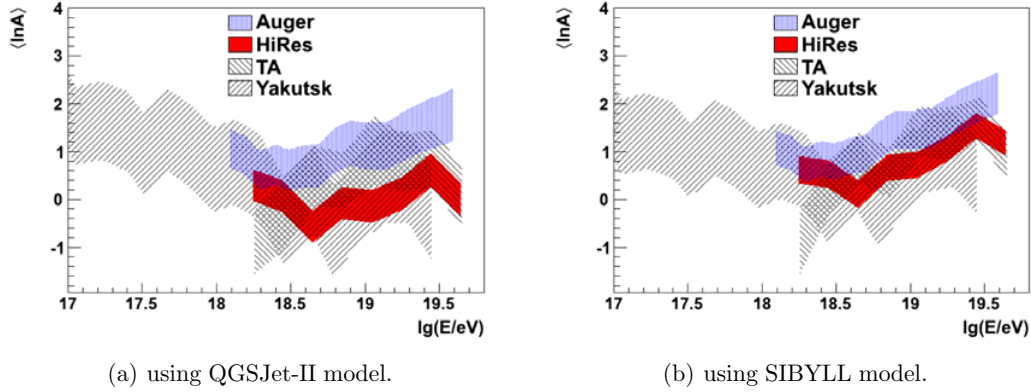 ⟨lnA⟩
4
3
2
1
0
-1
Auger
HiRes
TA
Yakutsk
17 17.5 18 18.5 19 19.5
lg(E/eV)
(a) using QGSJet-II model.
⟨lnA⟩
4
3
2
1
0
-1
Auger
HiRes
TA
Yakutsk
17 17.5 18 18.5 19 19.5
lg(E/eV)
(b) using SIBYLL model.